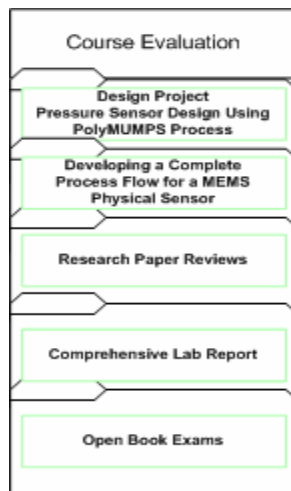 Course Evaluation
Design Project
Pressure Sensor Design Using
PolyMUMPS Process
Developing a Complete
Process Flow for a MEMS
Physical Sensor
Research Paper Reviews
Comprehensive Lab Report
Open Book Exams